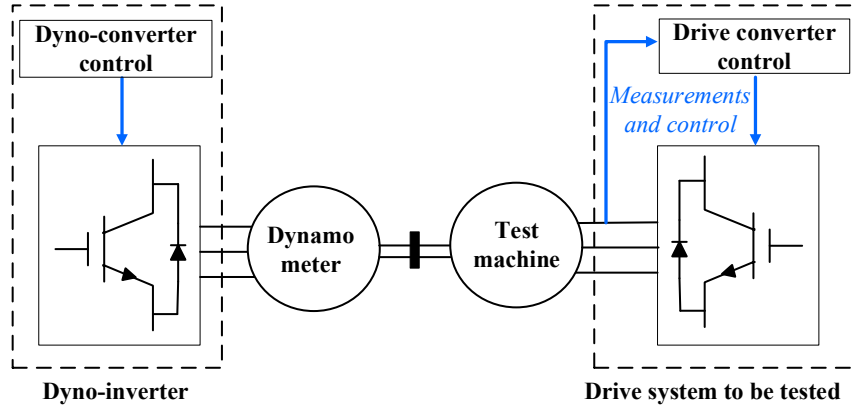 Dyno-converter
control
Drive converter
control
Measurements
and control
Dynamo
meter
Test
machine
Dyno-inverter
Drive system to be tested